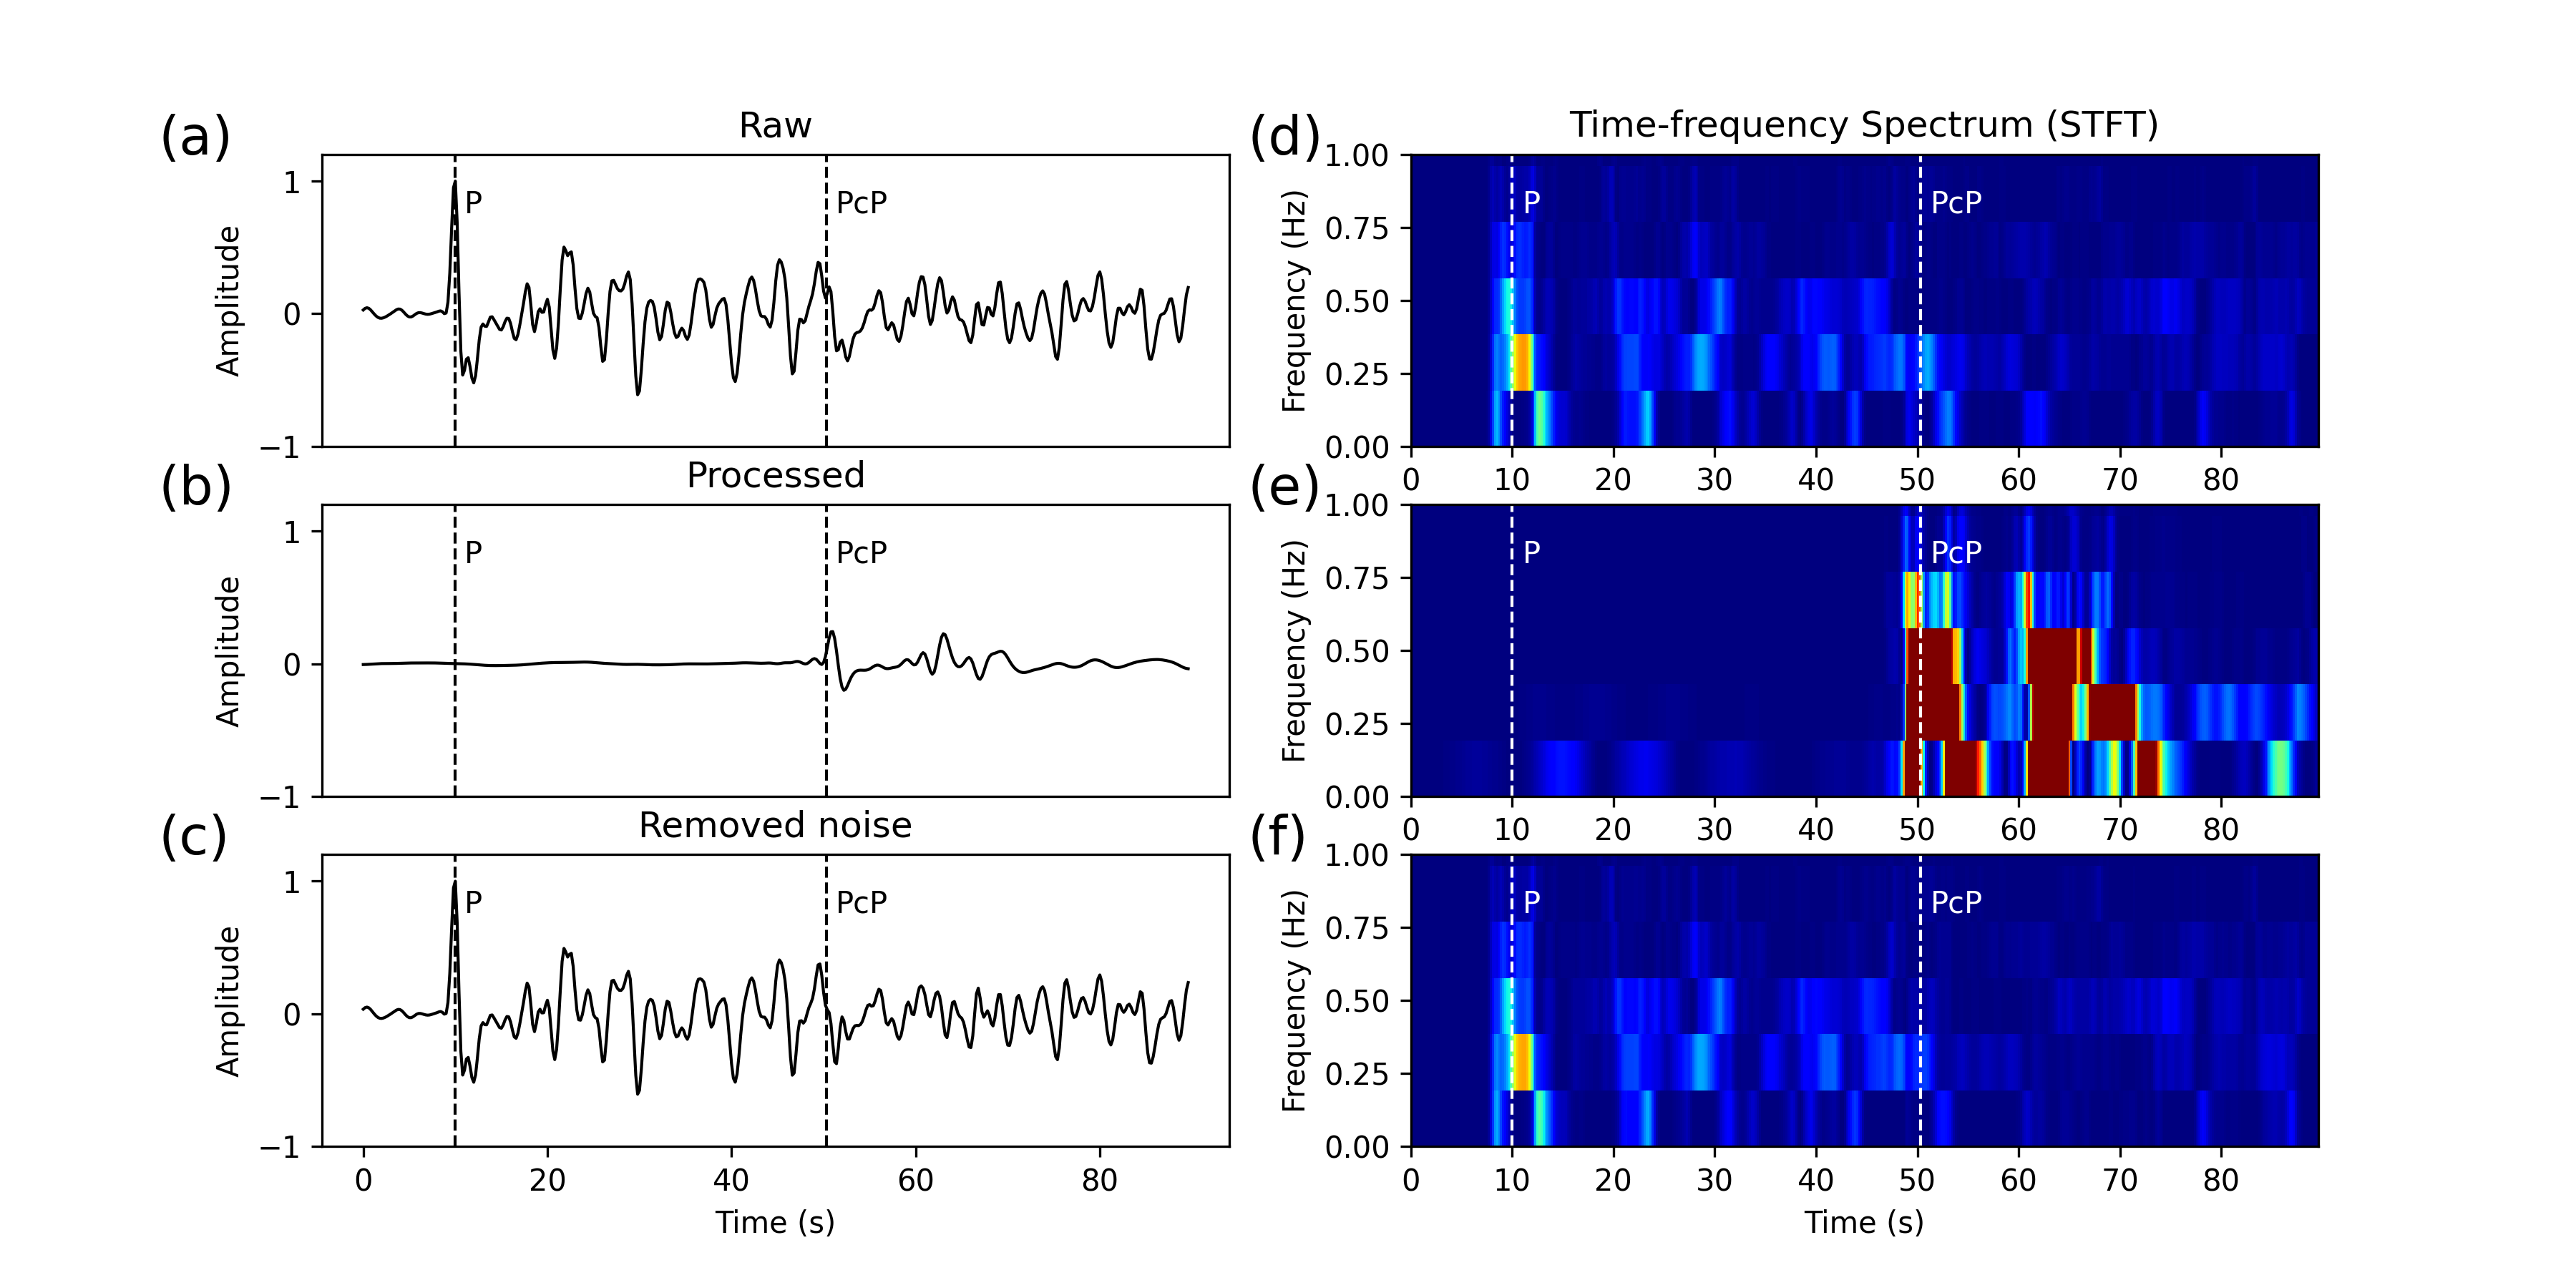 (a)
Raw
Amplitude
1
0
−1
P
PcP
(d)
Time-frequency Spectrum (STFT)
Frequency (Hz)
1.00
0.75
0.50
0.25
0.00
P
PcP
0 10 20 30 40 50 60 70 80
(b)
Processed
Amplitude
1
0
−1
P
PcP
(e)
Frequency (Hz)
1.00
0.75
0.50
0.25
0.00
P
PcP
0 10 20 30 40 50 60 70 80
(c)
Removed noise
Amplitude
1
0
−1
P
PcP
0 20 40 60 80
Time (s)
(f)
Frequency (Hz)
1.00
0.75
0.50
0.25
0.00
P
PcP
0 10 20 30 40 50 60 70 80
Time (s)